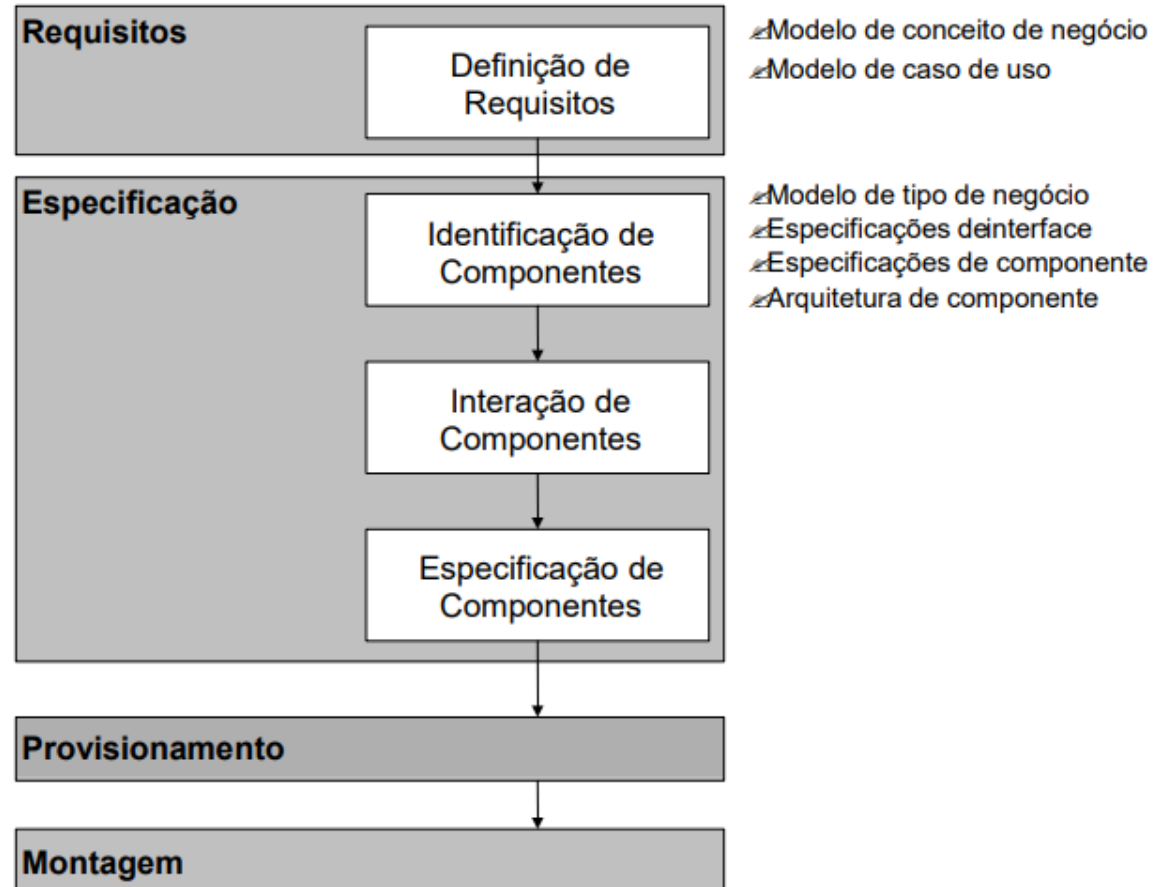 Requisitos
Definição de
Requisitos
Modelo de conceito de negócio
Modelo de caso de uso
Especificação
Identificação de
Componentes
Modelo de tipo de negócio
Especificações deinterface
Especificações de componente
Arquitetura de componente
Interação de
Componentes
Especificação de
Componentes
Provisionamento
Montagem